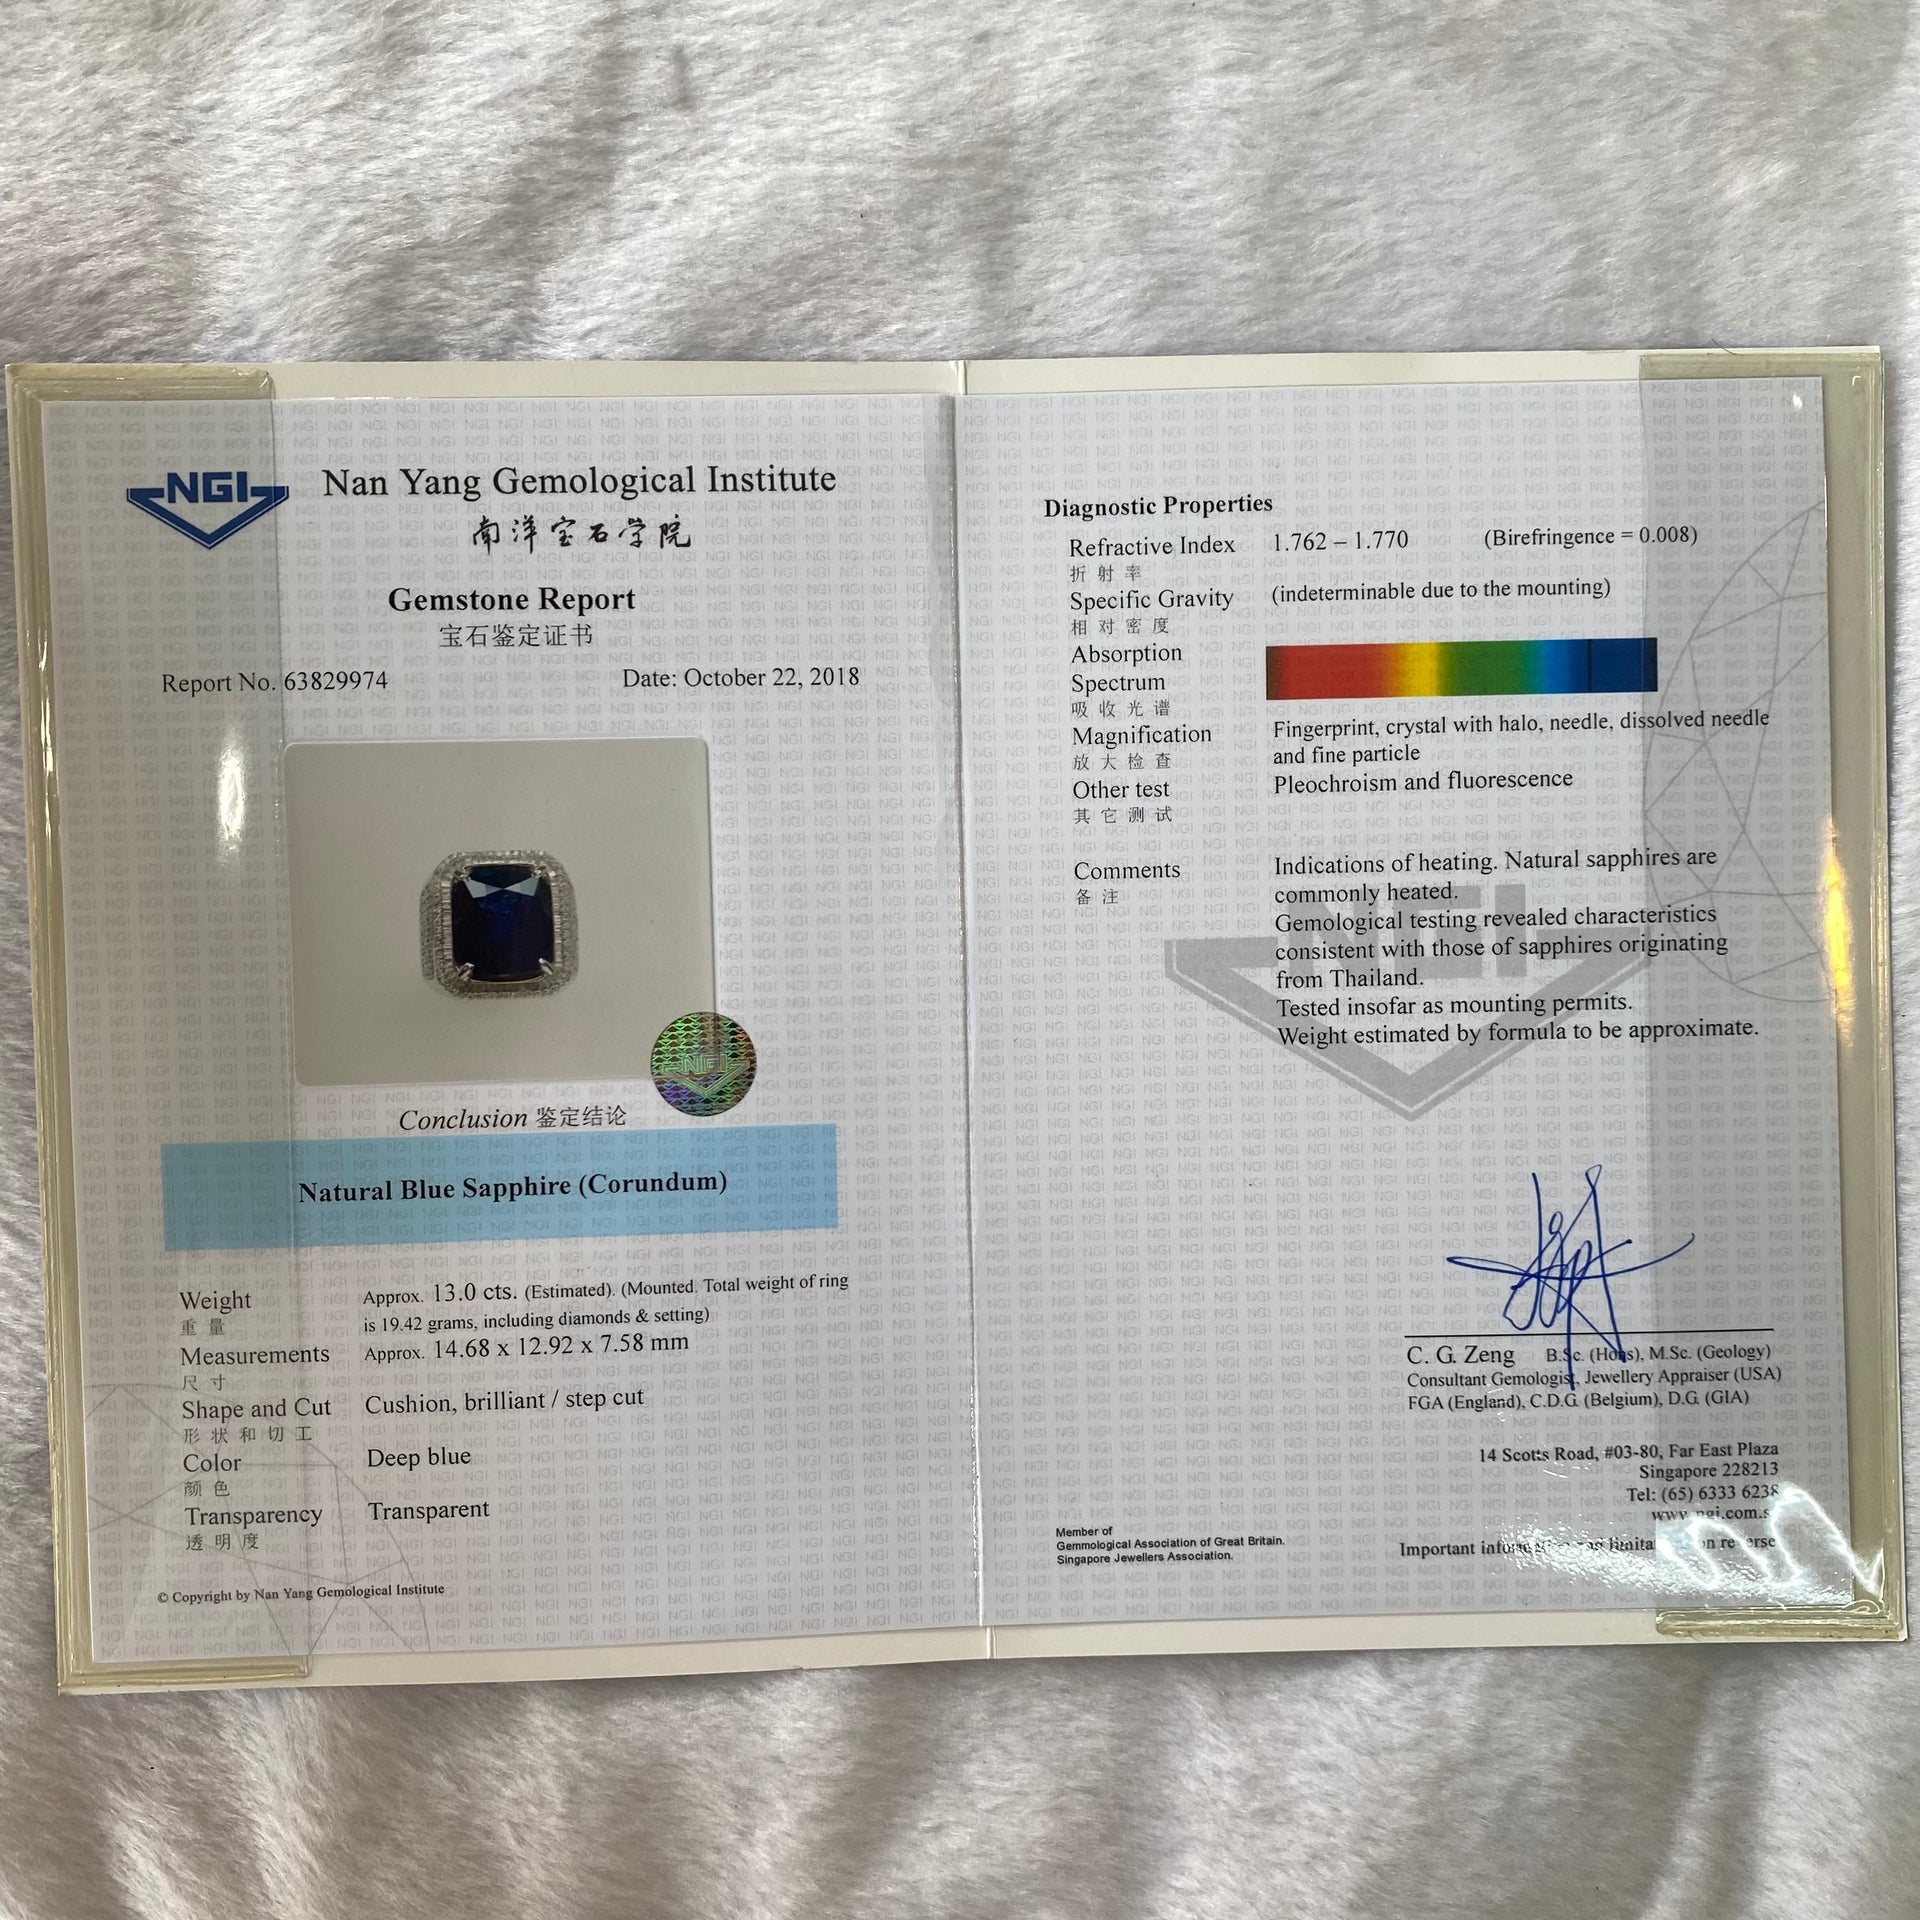 NGI
Nan Yang Gemological Institute
南洋宝石学院
Gemstone Report
宝石鉴定证书
Report No. 63829974
Date: October 22, 2018
NGI
Conclusion 鉴定结论
Natural Blue Sapphire (Corundum)
Weight Approx. 13.0 cts. (Estimated). (Mounted. Total weight of ring
重量 is 19.42 grams, including diamonds & setting)
Measurements Approx. 14.68 x 12.92 x 7.58 mm
尺寸
Shape and Cut Cushion, brilliant / step cut
形状和切工
Color Deep blue
颜色
Transparency Transparent
透明度
© Copyright by Nan Yang Gemological Institute
Diagnostic Properties
Refractive Index 1.762 – 1.770 (Birefringence = 0.008)
折射率
Specific Gravity (indeterminable due to the mounting)
相对密度
Absorption
Spectrum
吸收光谱
Magnification Fingerprint, crystal with halo, needle, dissolved needle
放大检查 and fine particle
Other test Pleochroism and fluorescence
其它测试
Comments Indications of heating. Natural sapphires are
备注 commonly heated.
Gemological testing revealed characteristics
consistent with those of sapphires originating
from Thailand.
Tested insofar as mounting permits.
Weight estimated by formula to be approximate.
NGI
C. G. Zeng B.Sc. (Hons), M.Sc. (Geology)
Consultant Gemologist, Jewellery Appraiser (USA)
FGA (England), C.D.G. (Belgium), D.G. (GIA)
14 Scotts Road, #03-80, Far East Plaza
Singapore 228213
Tel: (65) 6333 6238
www.ngi.com.s
Member of
Gemmological Association of Great Britain.
Singapore Jewellers Association.
Important on reverse